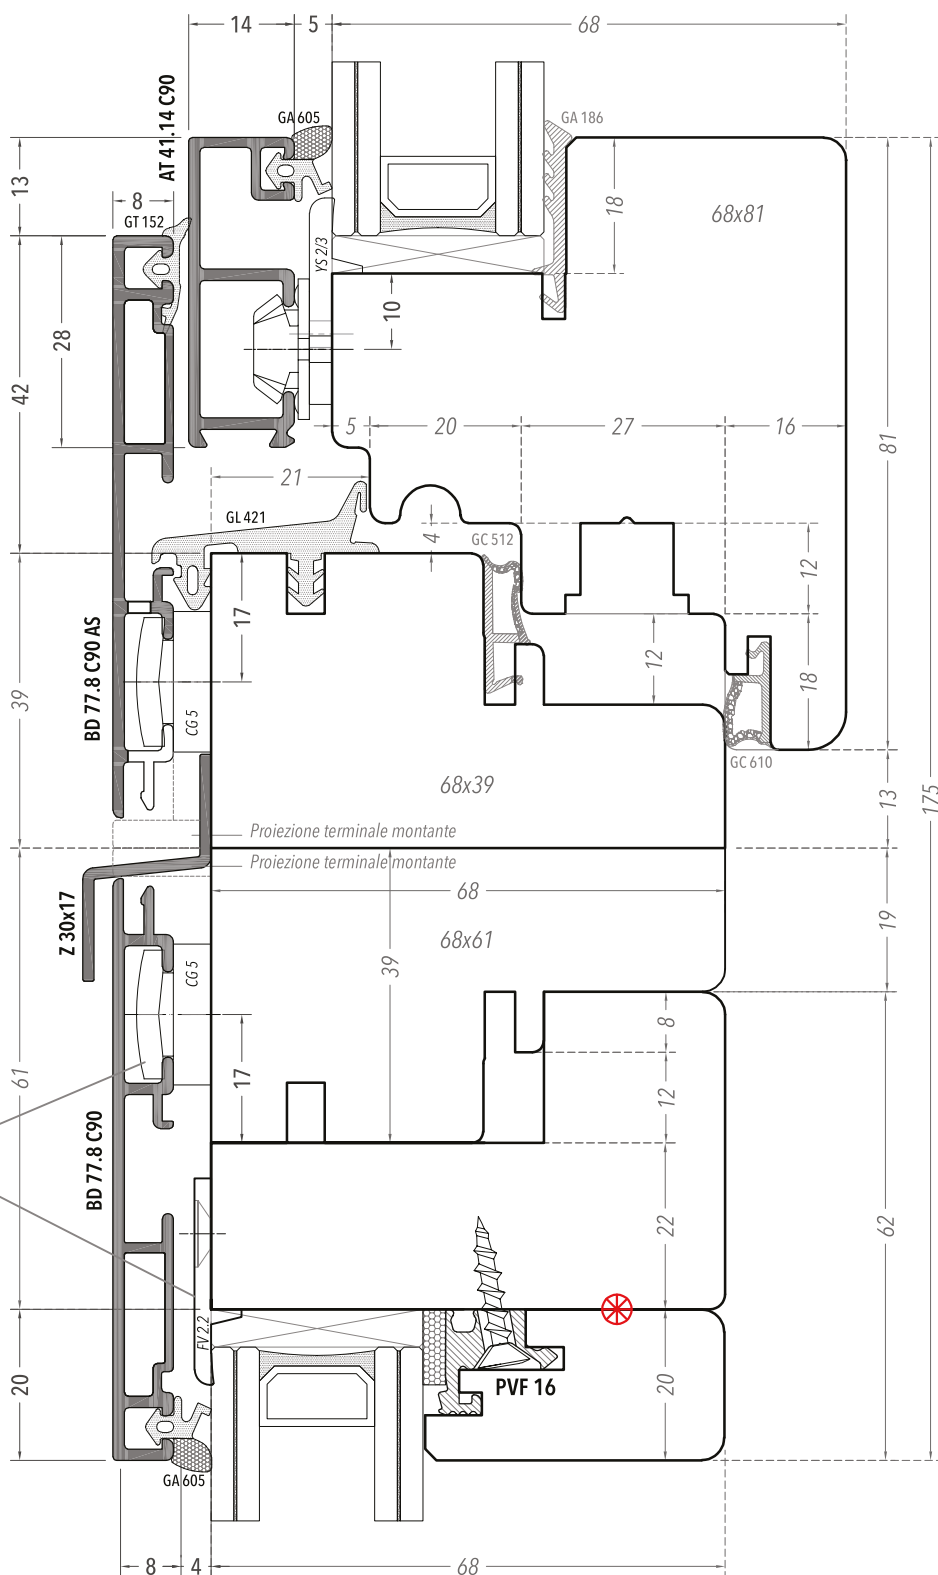 14
5
68
AT 41.14 C90
GA 605
GA 186
13
8
GT 152
18
68x81
YS 2/3
10
28
42
5
20
27
16
81
21
GL 421
4
GC 512
12
17
12
18
BD 77.8 C90 AS
39
CG 5
GC 610
68x39
13
175
Proiezione terminale montante
Proiezione terminale montante
68
Z 30x17
68x61
19
39
CG 5
8
17
61
12
BD 77.8 C90
22
62
FV 2.2
20
PVF 16
20
GA 605
8
4
68